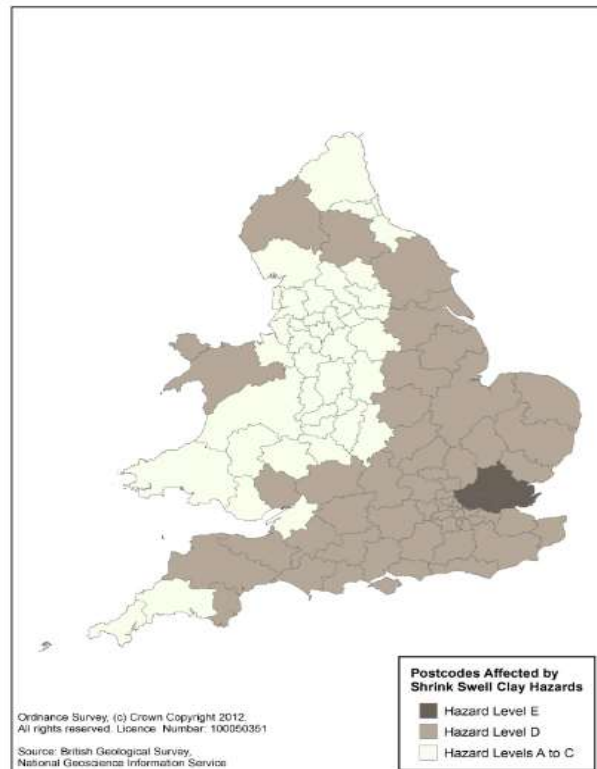 Postcodes Affected by
Shrink Swell Clay Hazards
Hazard Level E
Hazard Level D
Hazard Levels A to C
Ordnance Survey, (c) Crown Copyright 2012.
All rights reserved. Licence Number: 100050351
Source: British Geological Survey,
National Geoscience Information Service